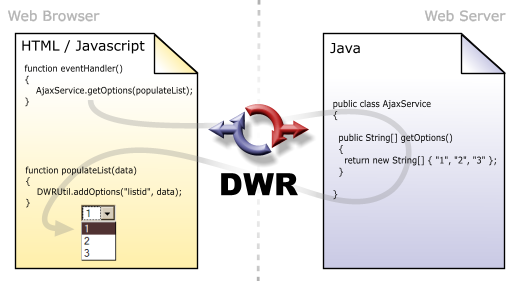 Web Browser
Web Server
HTML / Javascript
function eventHandler()
{
AjaxService.getOptions(populateList);
}
function populateList(data)
{
DWRUtil.addOptions("listid", data);
}
1
1
2
3
DWR
Java
public class AjaxService
{
public String[] getOptions()
{
return new String[] { "1", "2", "3" };
}
}